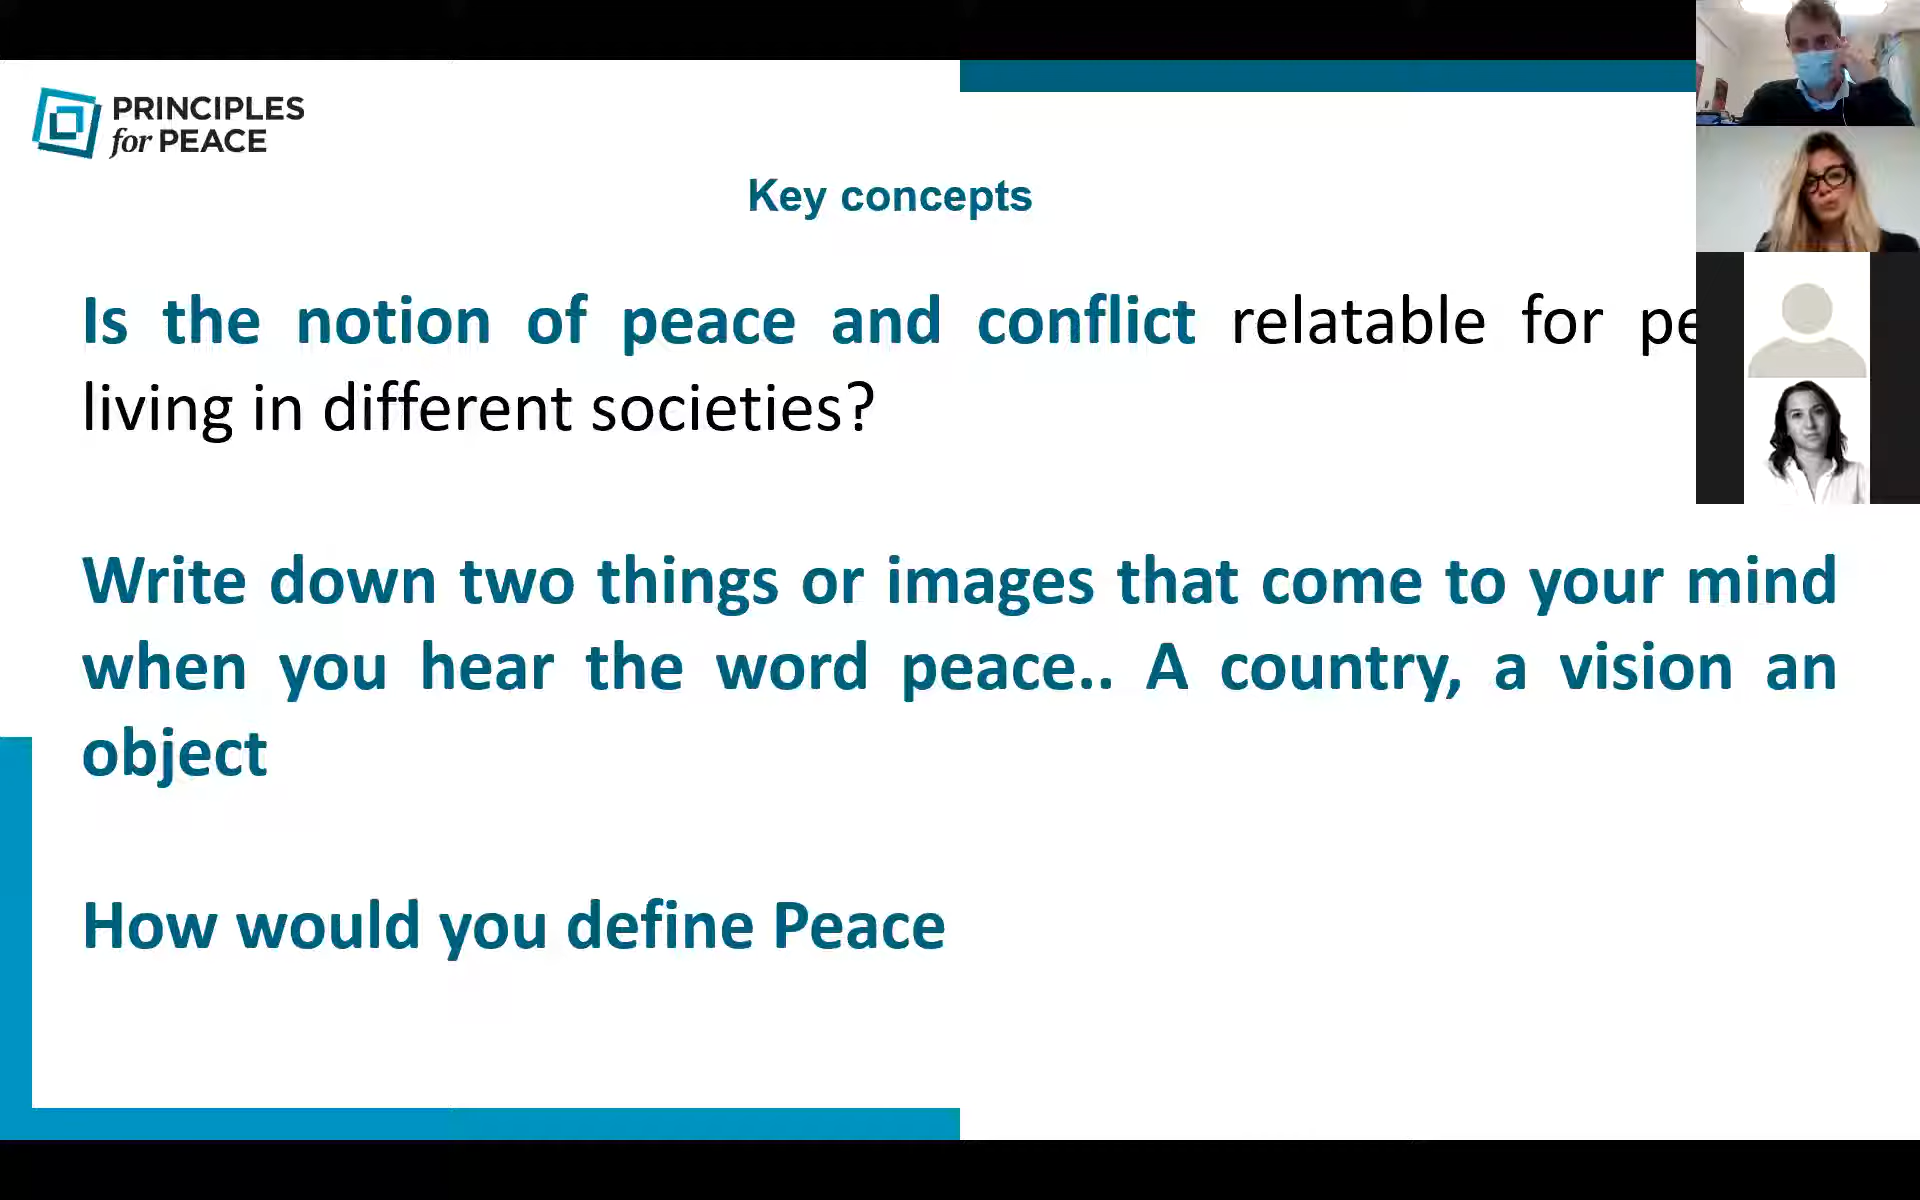 PRINCIPLES
for PEACE
Key concepts
Is the notion of peace and conflict relatable for
living in different societies?
Write down two things or images that come to your mind
when you hear the word peace.. A country, a vision an
object
How would you define Peace